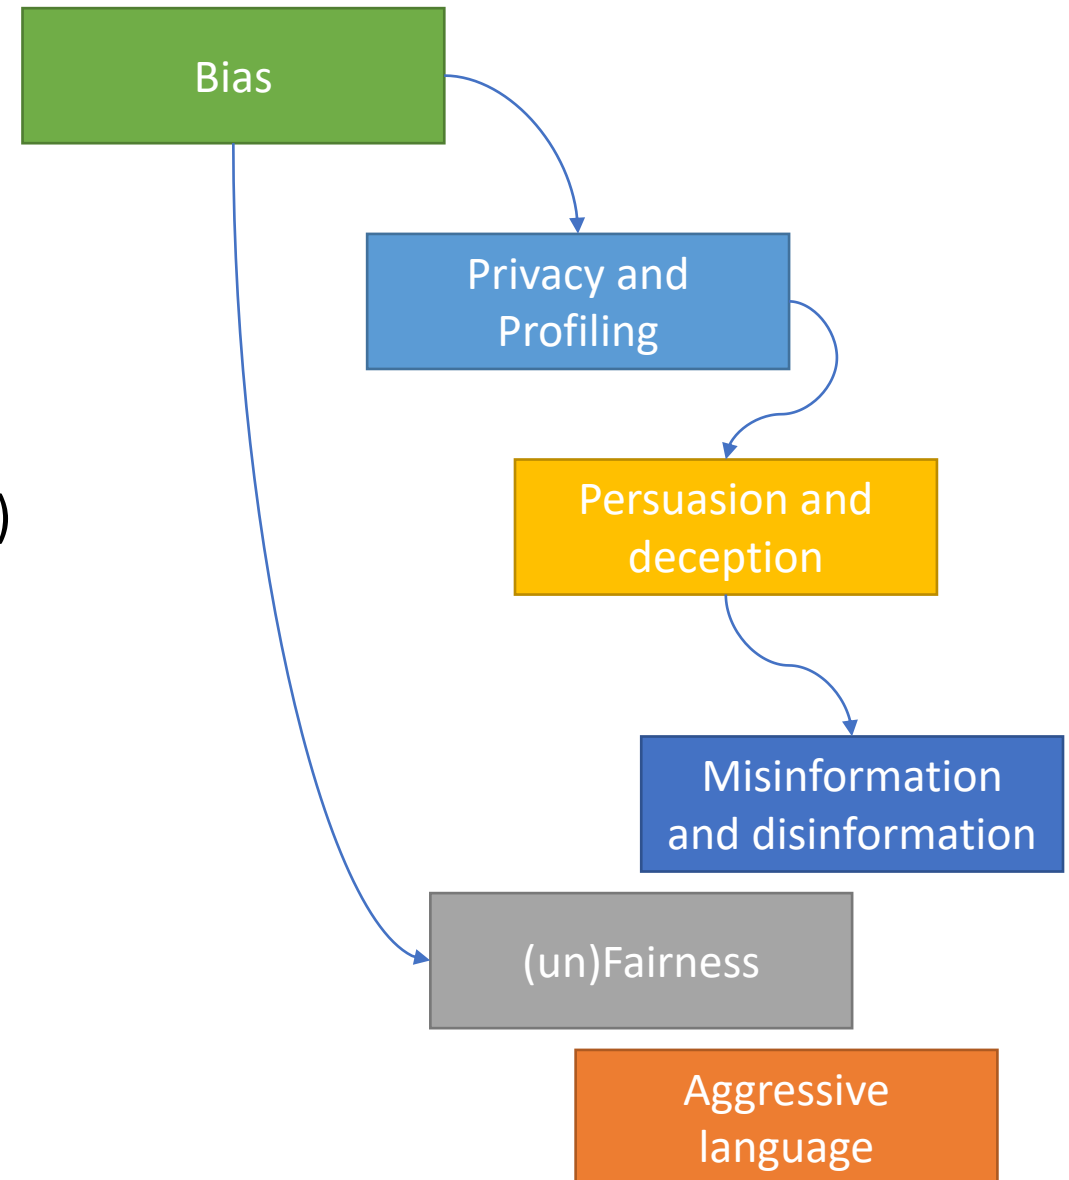 Bias
Privacy and
Profiling
)
Persuasion and
deception
Misinformation
and disinformation
(un)Fairness
Aggressive
language